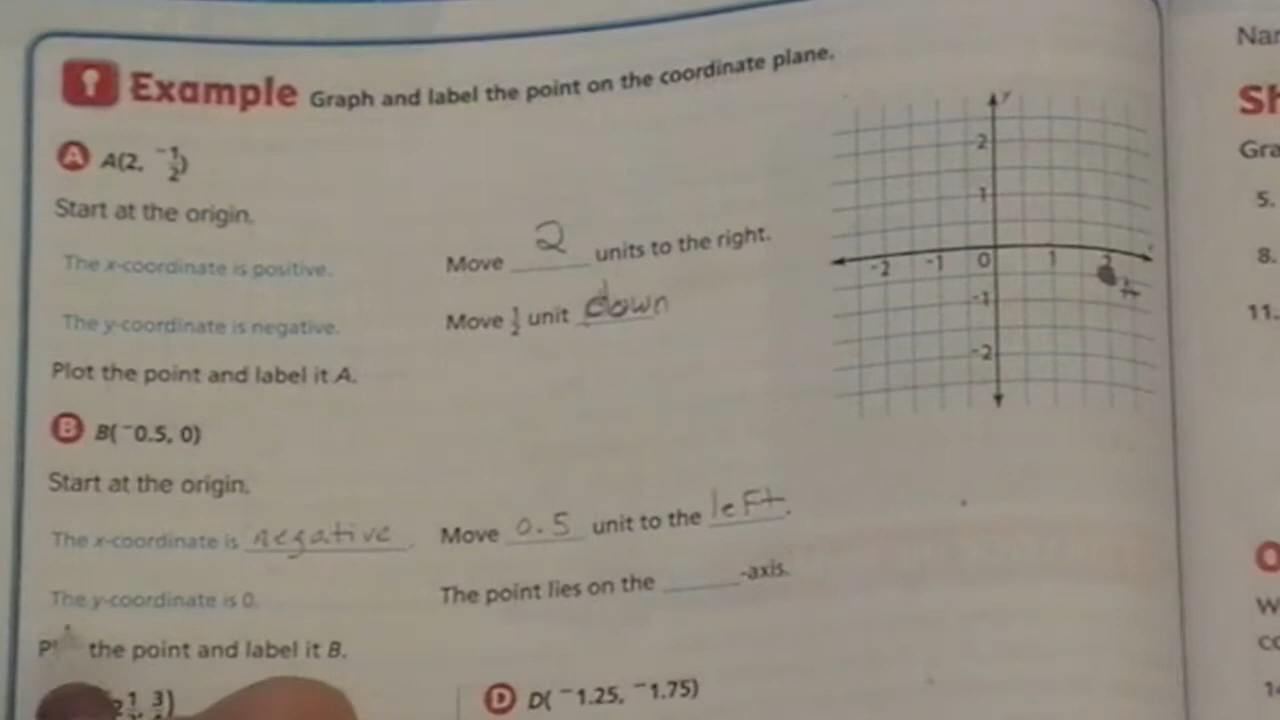 Example Graph and label the point on the coordinate plane.
A A(2, ⁻1/2)
Start at the origin.
The x-coordinate is positive. Move 2 units to the right.
The y-coordinate is negative. Move 1/2 unit down
Plot the point and label it A.
B B(⁻0.5, 0)
Start at the origin.
The x-coordinate is negative. Move 0.5 unit to the left.
The y-coordinate is 0. The point lies on the ____-axis.
the point and label it B.
D D(⁻1.25, ⁻1.75)
y
2
1
-2 -1 0 1 2
-1
-2
5.
8.
11.